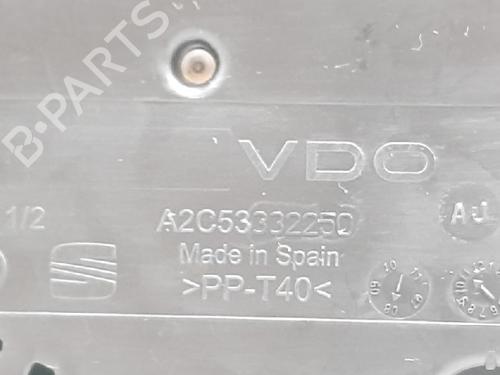 B-PARTS
VDO
1/2
A2C53332250
AJ
Made in Spain
>PP-T40<